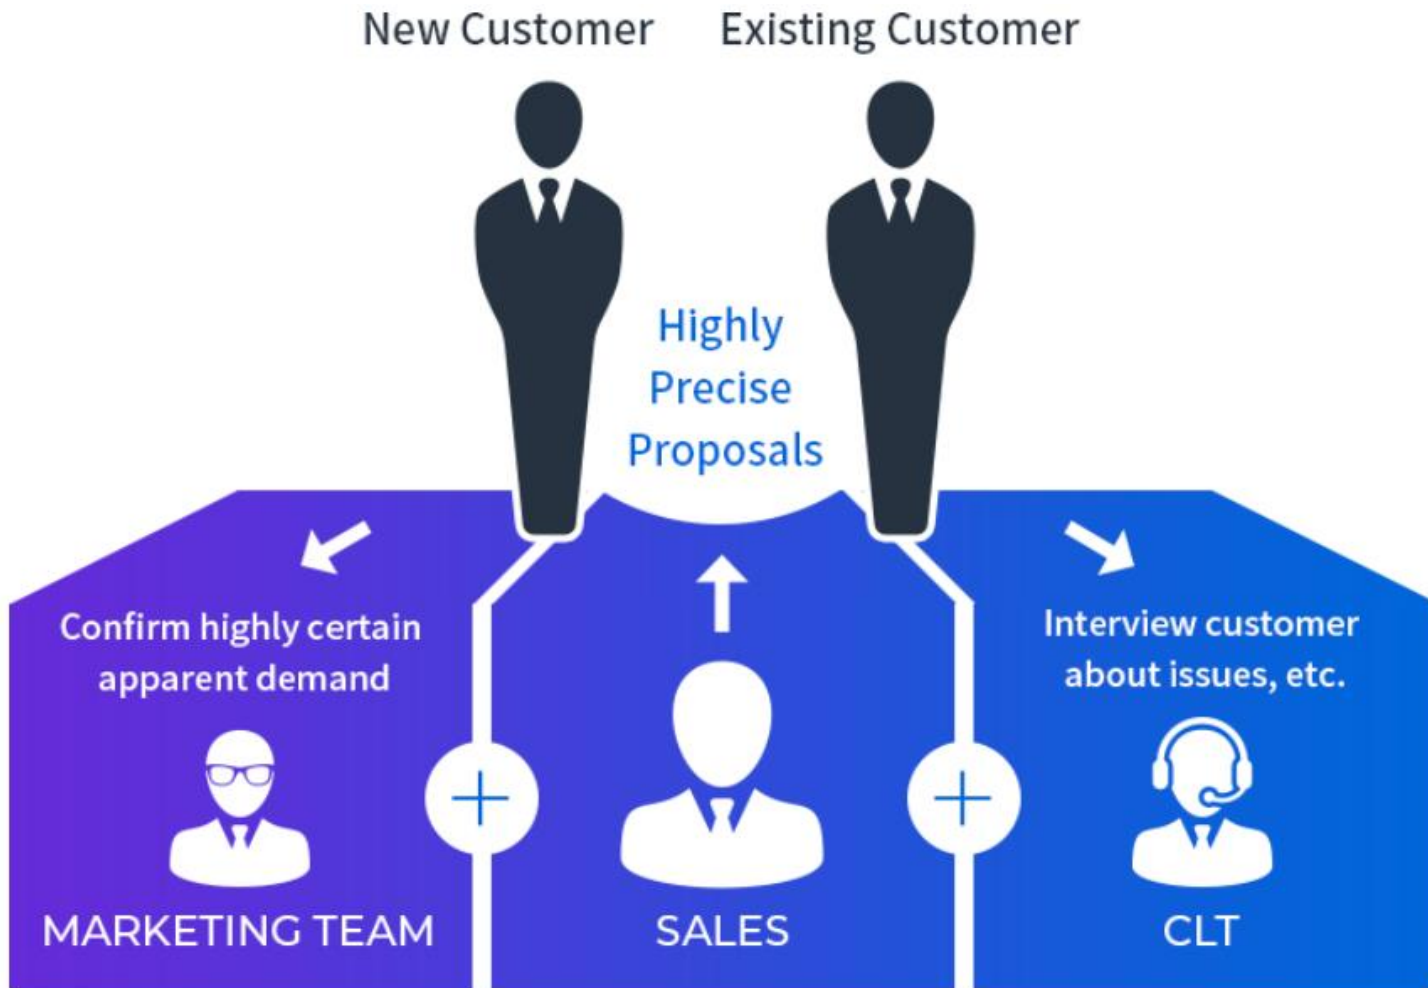 New Customer
Existing Customer
Highly
Precise
Proposals
Confirm highly certain
apparent demand
Interview customer
about issues, etc.
MARKETING TEAM
SALES
CLT